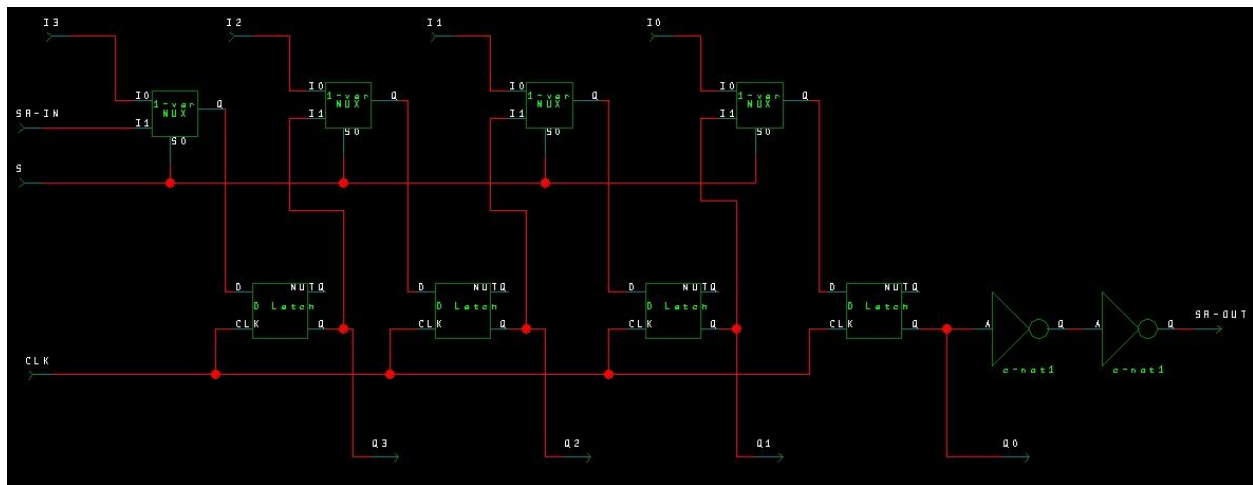 I3 I2 I1 I0
I0 I0 I0 I0
1-var MUX Q 1-var MUX Q 1-var MUX Q 1-var MUX Q
SR-IN I1 I1 I1 I1
S0 S0 S0 S0
S
D NOTQ D NOTQ D NOTQ D NOTQ
D Latch D Latch D Latch D Latch
SR-OUT
CLK Q CLK Q CLK Q CLK Q A Q A Q
CLK
c-not1 c-not1
Q3 Q2 Q1 Q0